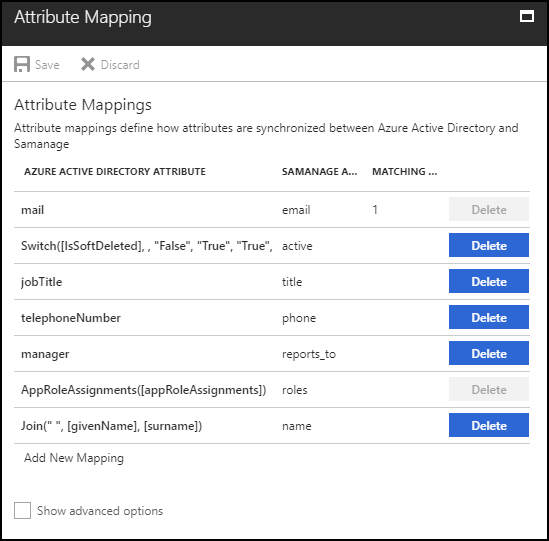 Attribute Mapping
Save Discard
Attribute Mappings
Attribute mappings define how attributes are synchronized between Azure Active Directory and
Samanage
AZURE ACTIVE DIRECTORY ATTRIBUTE SAMANAGE A... MATCHING ...
mail email 1 Delete
Switch([IsSoftDeleted], , "False", "True", "True", active Delete
jobTitle title Delete
telephoneNumber phone Delete
manager reports_to Delete
AppRoleAssignments([appRoleAssignments]) roles Delete
Join(" ", [givenName], [surname]) name Delete
Add New Mapping
Show advanced options